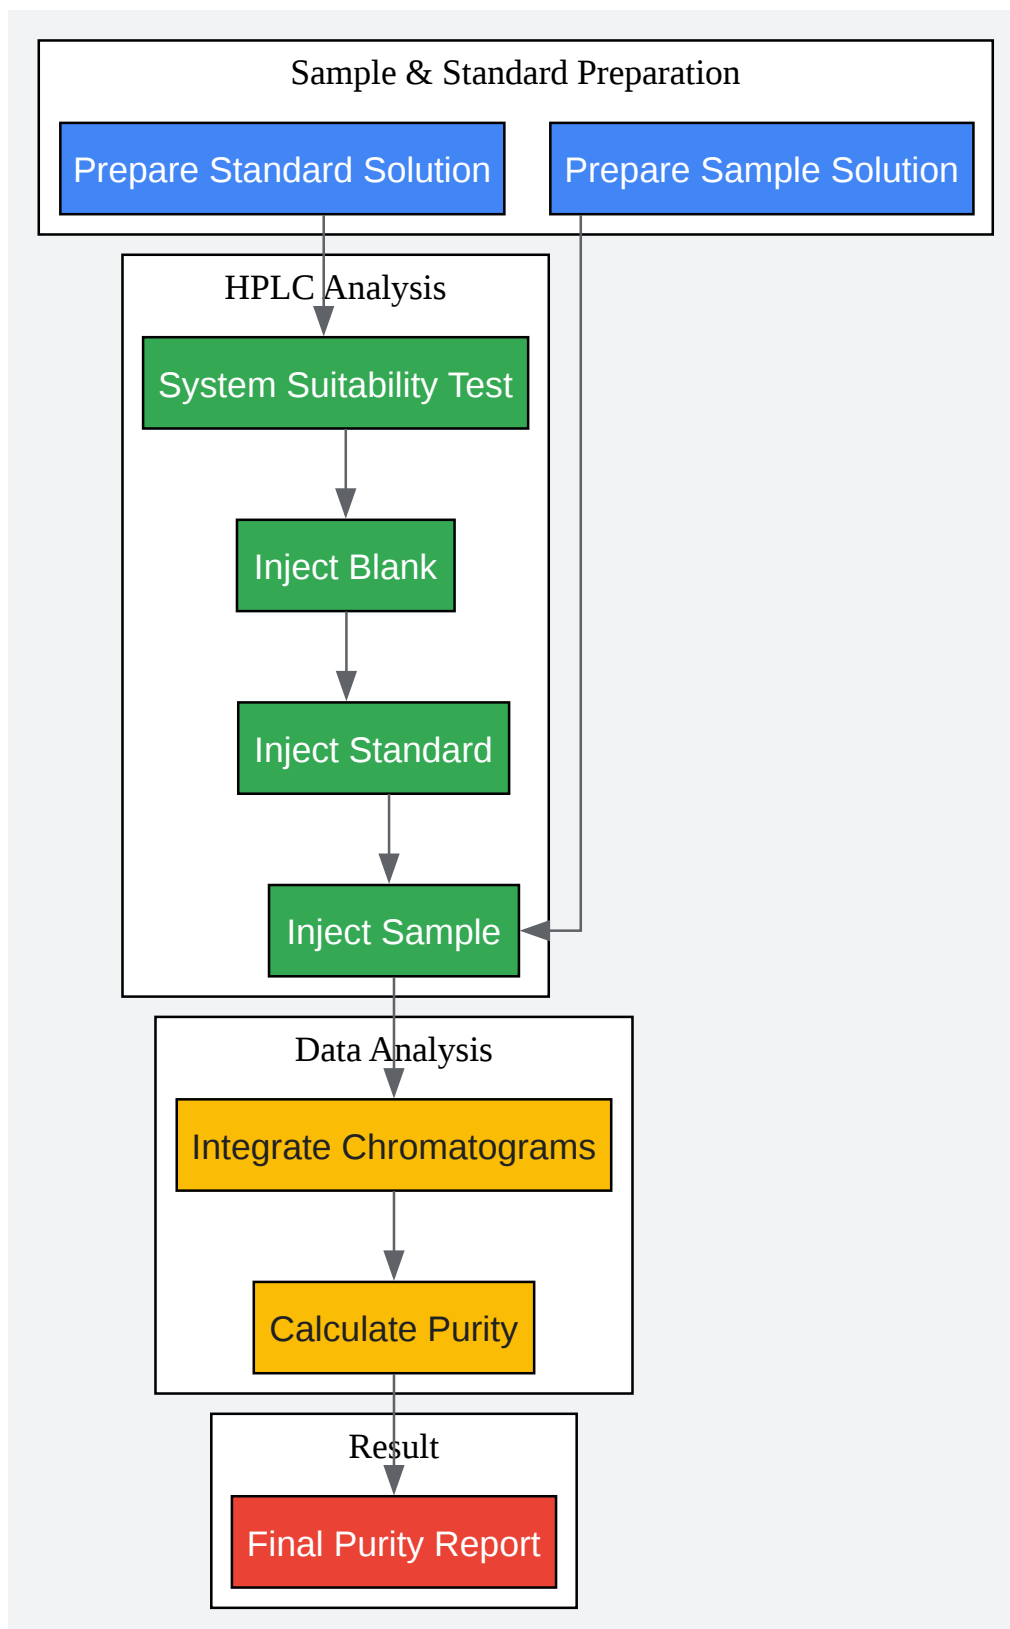 Sample & Standard Preparation
Prepare Standard Solution
Prepare Sample Solution
HPLC Analysis
System Suitability Test
Inject Blank
Inject Standard
Inject Sample
Data Analysis
Integrate Chromatograms
Calculate Purity
Result
Final Purity Report